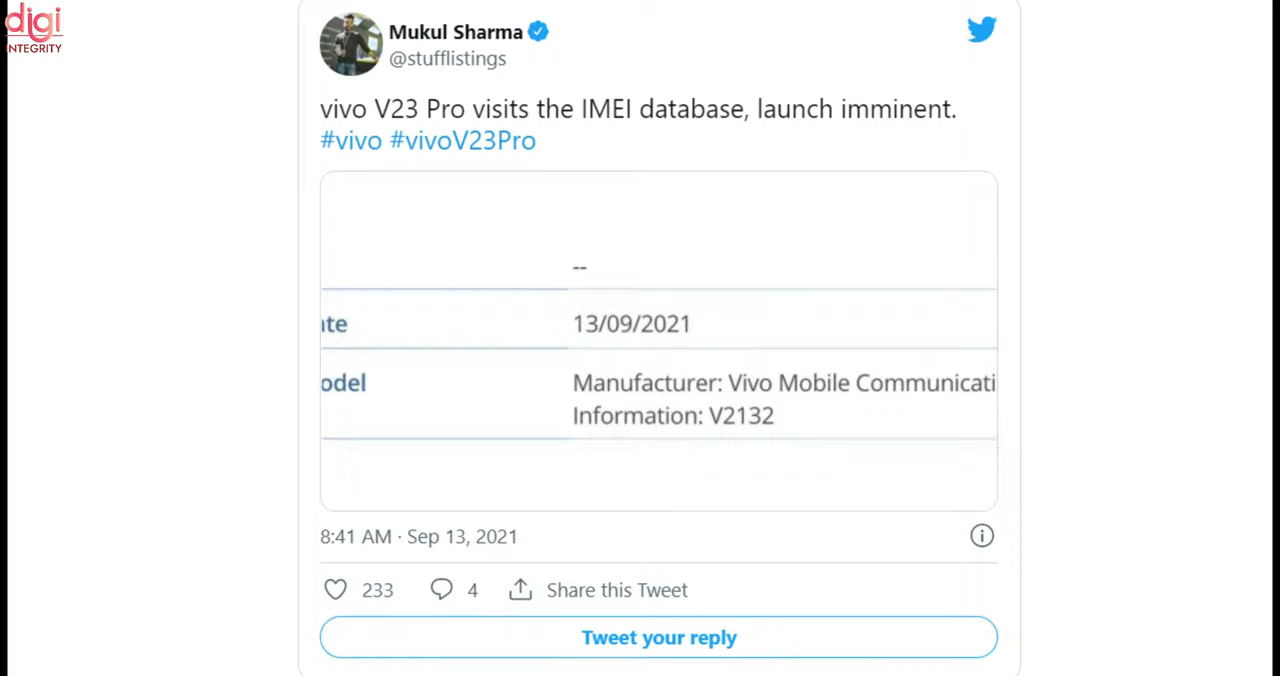 digi
INTEGRITY
Mukul Sharma
@stufflistings
vivo V23 Pro visits the IMEI database, launch imminent.
#vivo #vivoV23Pro
--
ate
13/09/2021
odel
Manufacturer: Vivo Mobile Communicati
Information: V2132
8:41 AM · Sep 13, 2021
233
4
Share this Tweet
Tweet your reply